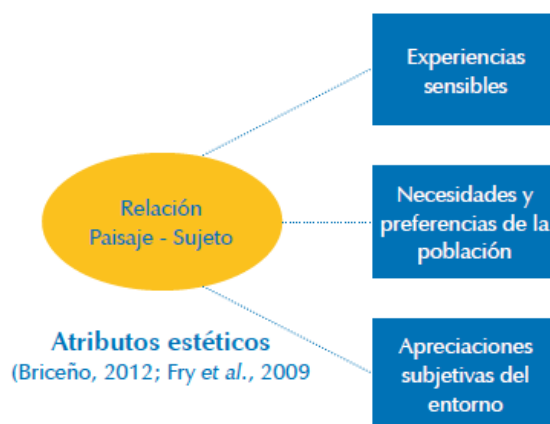 Experiencias
sensibles
Relación
Paisaje - Sujeto
Necesidades y
preferencias de la
población
Atributos estéticos
(Briceño, 2012; Fry et al., 2009
Apreciaciones
subjetivas del
entorno